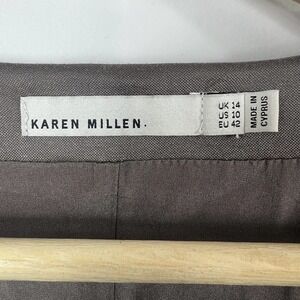 KAREN MILLEN.
UK 14
US 10
EU 42
MADE IN
CYPRUS